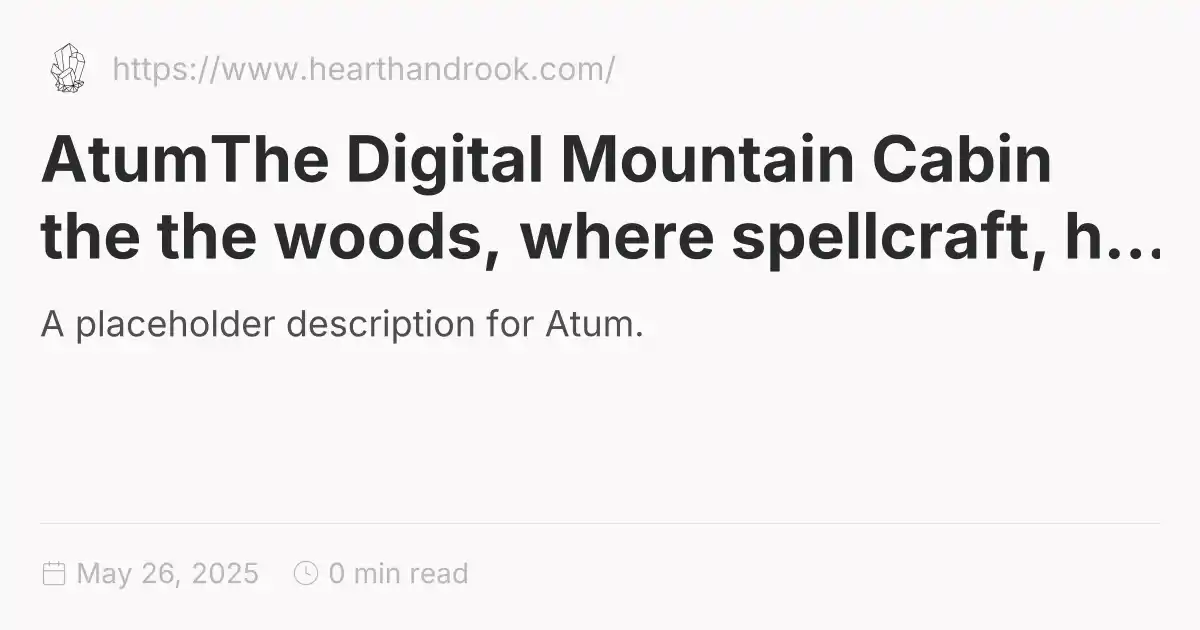 https://www.hearthandrook.com/
AtumThe Digital Mountain Cabin
the the woods, where spellcraft, h...
A placeholder description for Atum.
May 26, 2025 0 min read